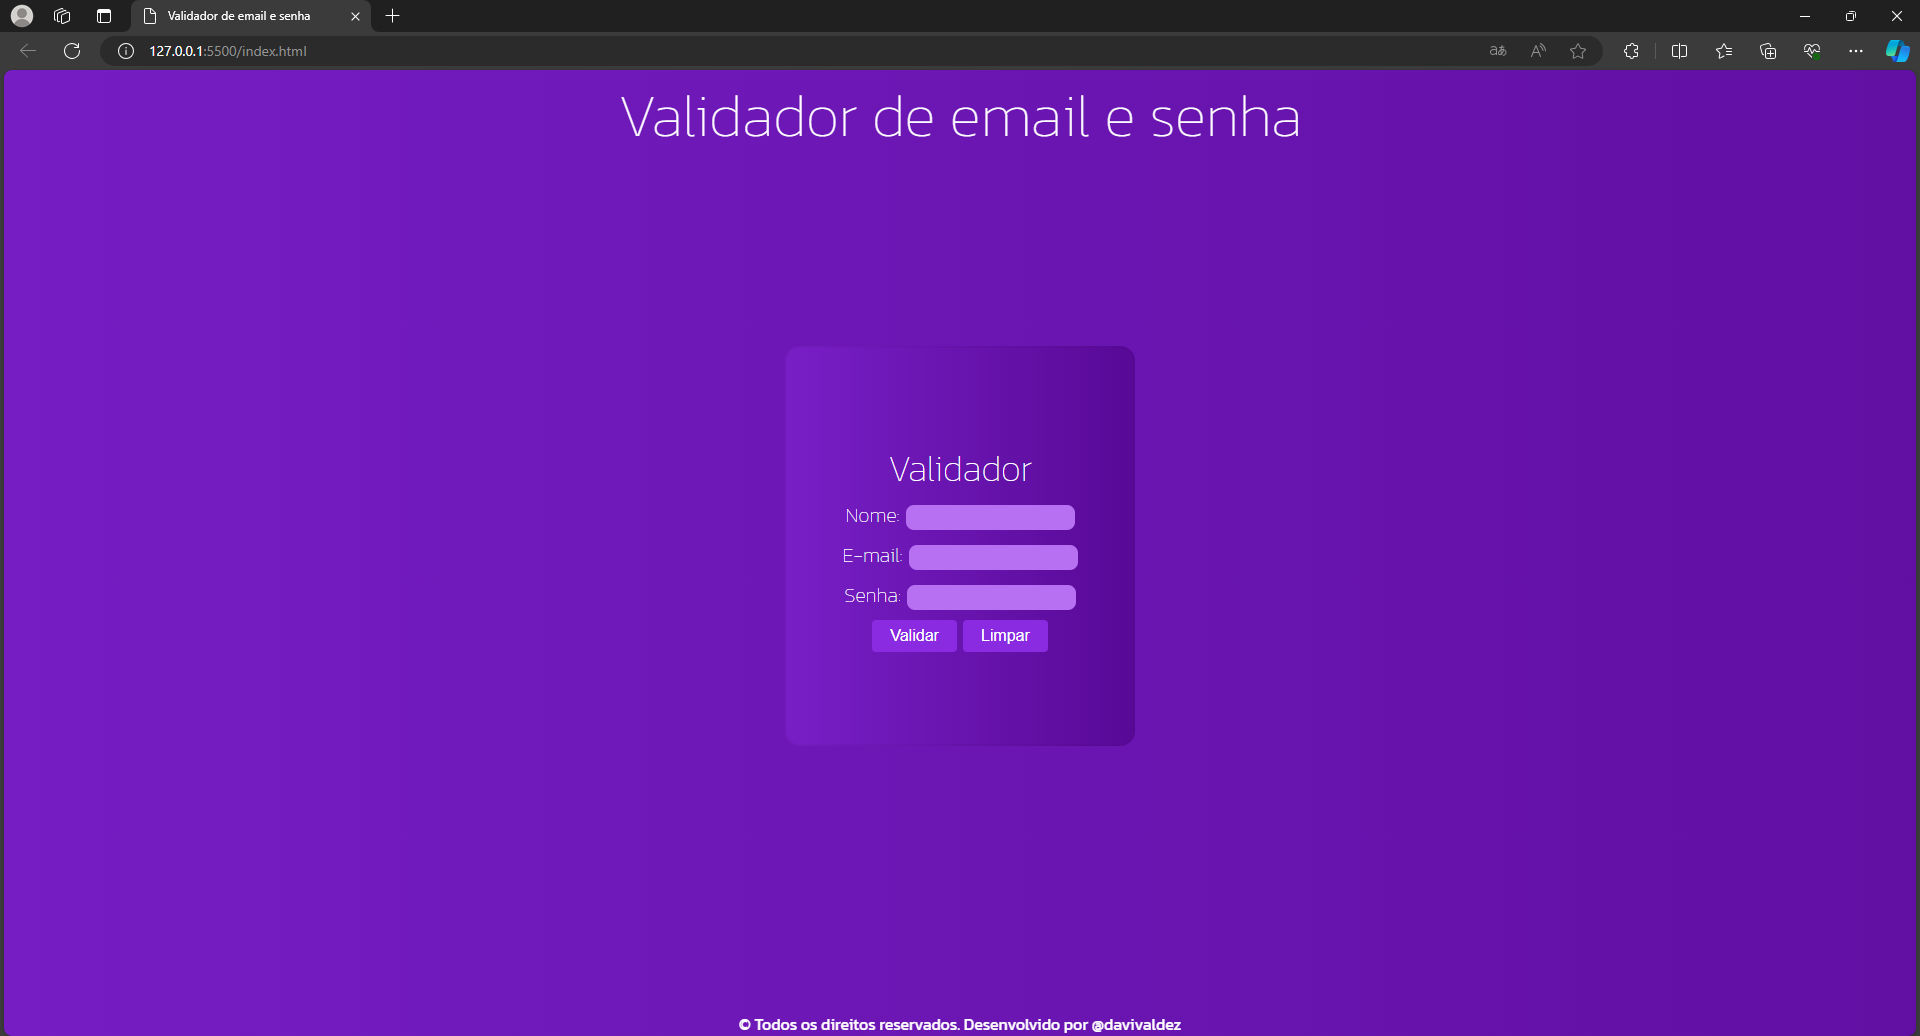 Validador de email e senha
127.0.0.1:5500/index.html
Validador de email e senha
Validador
Nome:
E-mail:
Senha:
Validar Limpar
© Todos os direitos reservados. Desenvolvido por @davivaldez